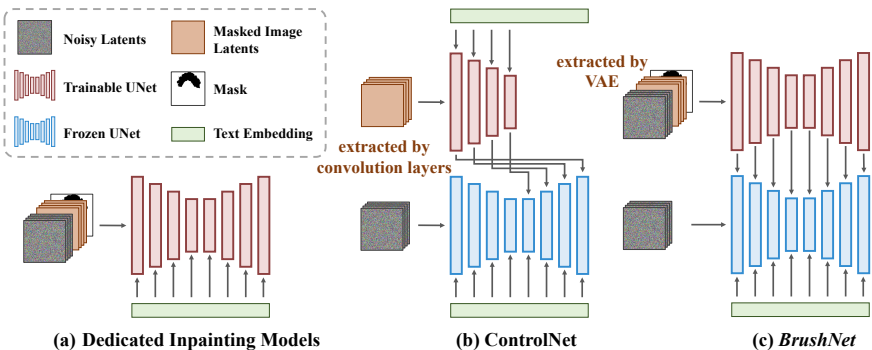 Noisy Latents
Masked Image
Latents
Trainable UNet
Mask
Frozen UNet
Text Embedding
extracted by
convolution layers
extracted by
VAE
(a) Dedicated Inpainting Models
(b) ControlNet
(c) BrushNet